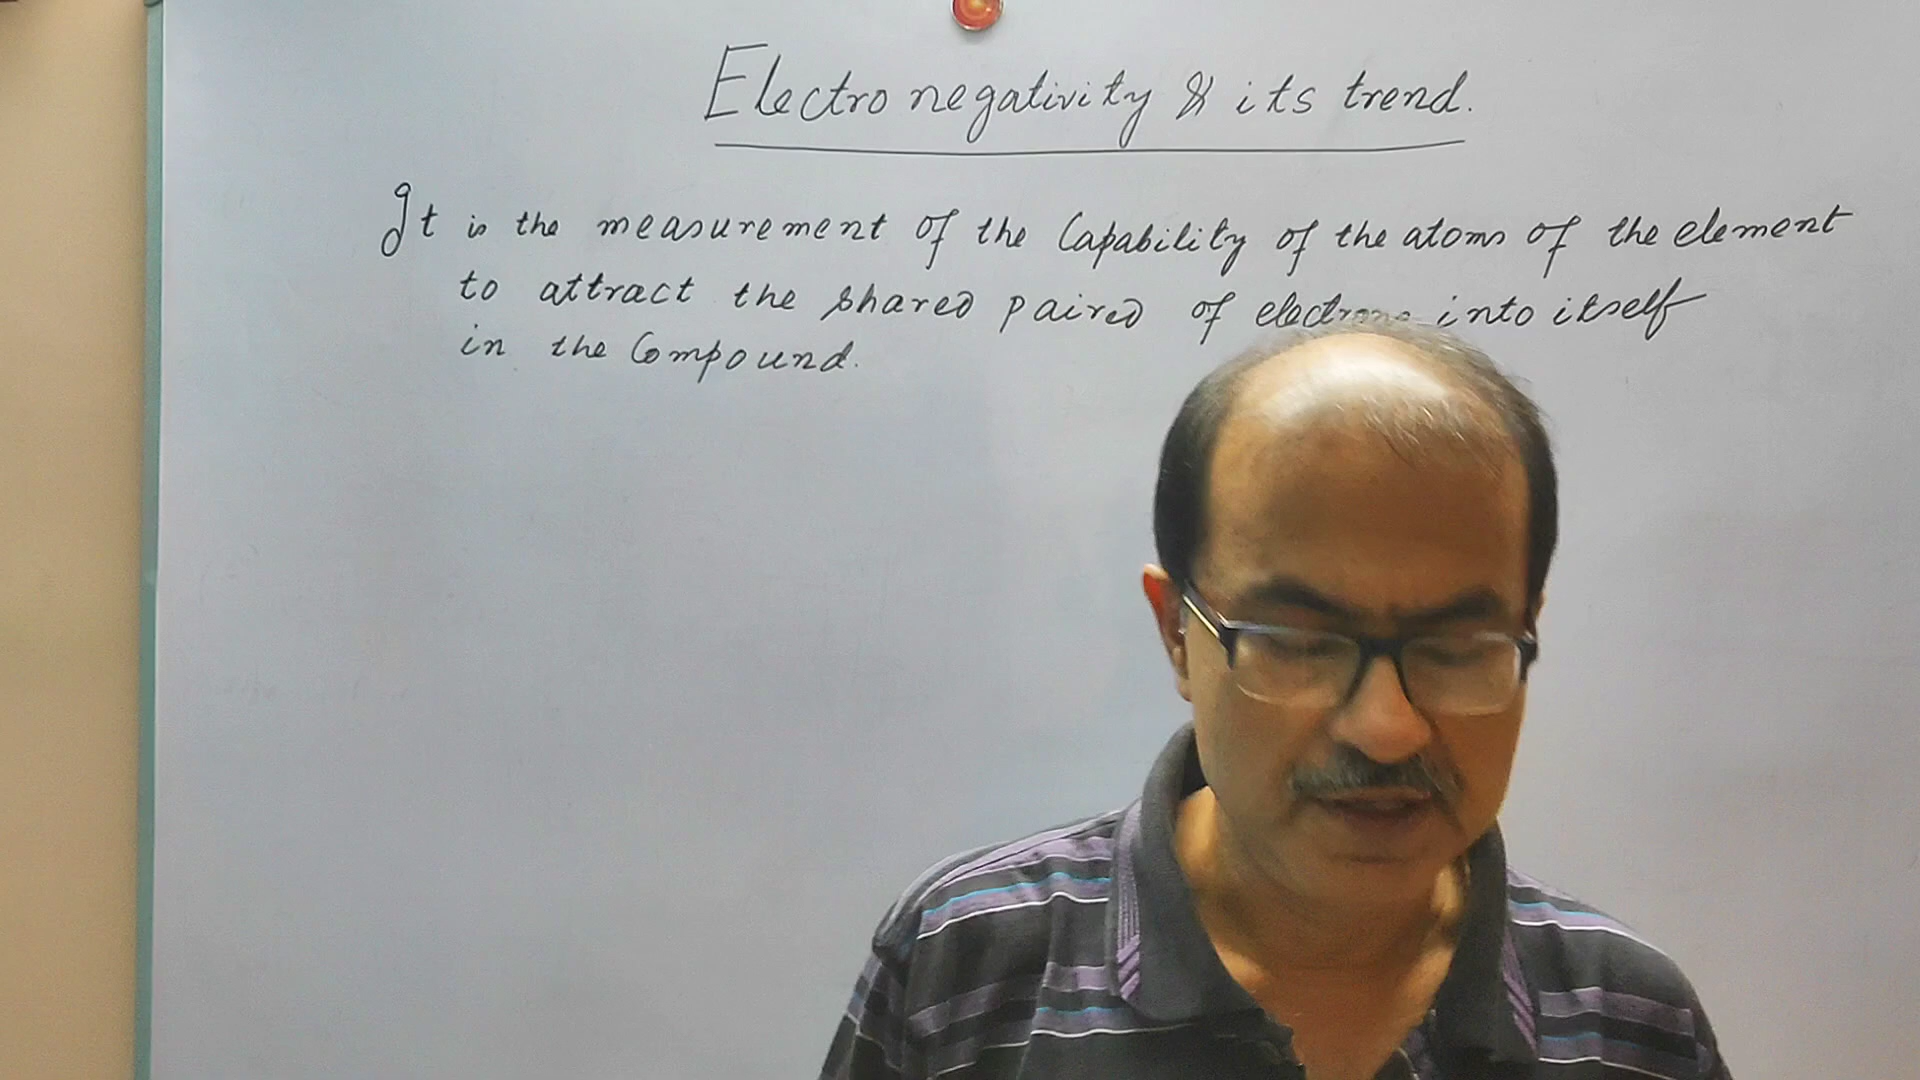 Electronegativity & its trend.
It is the measurement of the Capability of the atoms of the element
to attract the shared paired of electrons into itself
in the Compound.